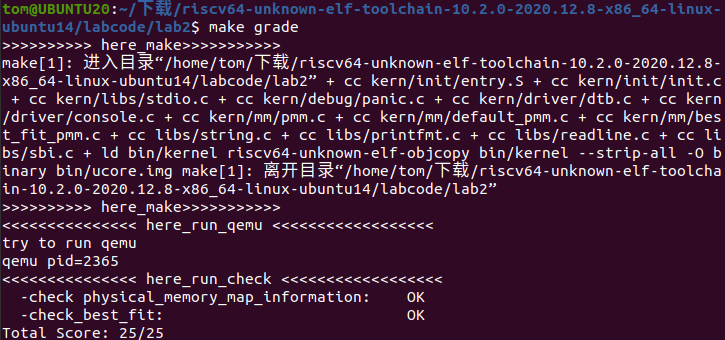 tom@UBUNTU20:~/下载/riscv64-unknown-elf-toolchain-10.2.0-2020.12.8-x86_64-linux-
ubuntu14/labcode/lab2$ make grade
>>>>>>>>>> here_make>>>>>>>>>>>
make[1]: 进入目录“/home/tom/下载/riscv64-unknown-elf-toolchain-10.2.0-2020.12.8-
x86_64-linux-ubuntu14/labcode/lab2” + cc kern/init/entry.S + cc kern/init/init.c
 + cc kern/libs/stdio.c + cc kern/debug/panic.c + cc kern/driver/dtb.c + cc kern
/driver/console.c + cc kern/mm/pmm.c + cc kern/mm/default_pmm.c + cc kern/mm/bes
t_fit_pmm.c + cc libs/string.c + cc libs/printfmt.c + cc libs/readline.c + cc li
bs/sbi.c + ld bin/kernel riscv64-unknown-elf-objcopy bin/kernel --strip-all -O b
inary bin/ucore.img make[1]: 离开目录“/home/tom/下载/riscv64-unknown-elf-toolcha
in-10.2.0-2020.12.8-x86_64-linux-ubuntu14/labcode/lab2”
>>>>>>>>>> here_make>>>>>>>>>>>
<<<<<<<<<<<<<<< here_run_qemu <<<<<<<<<<<<<<<<<<
try to run qemu
qemu pid=2365
<<<<<<<<<<<<<<< here_run_check <<<<<<<<<<<<<<<<<<
  -check physical_memory_map_information:    OK
  -check_best_fit:                           OK
Total Score: 25/25